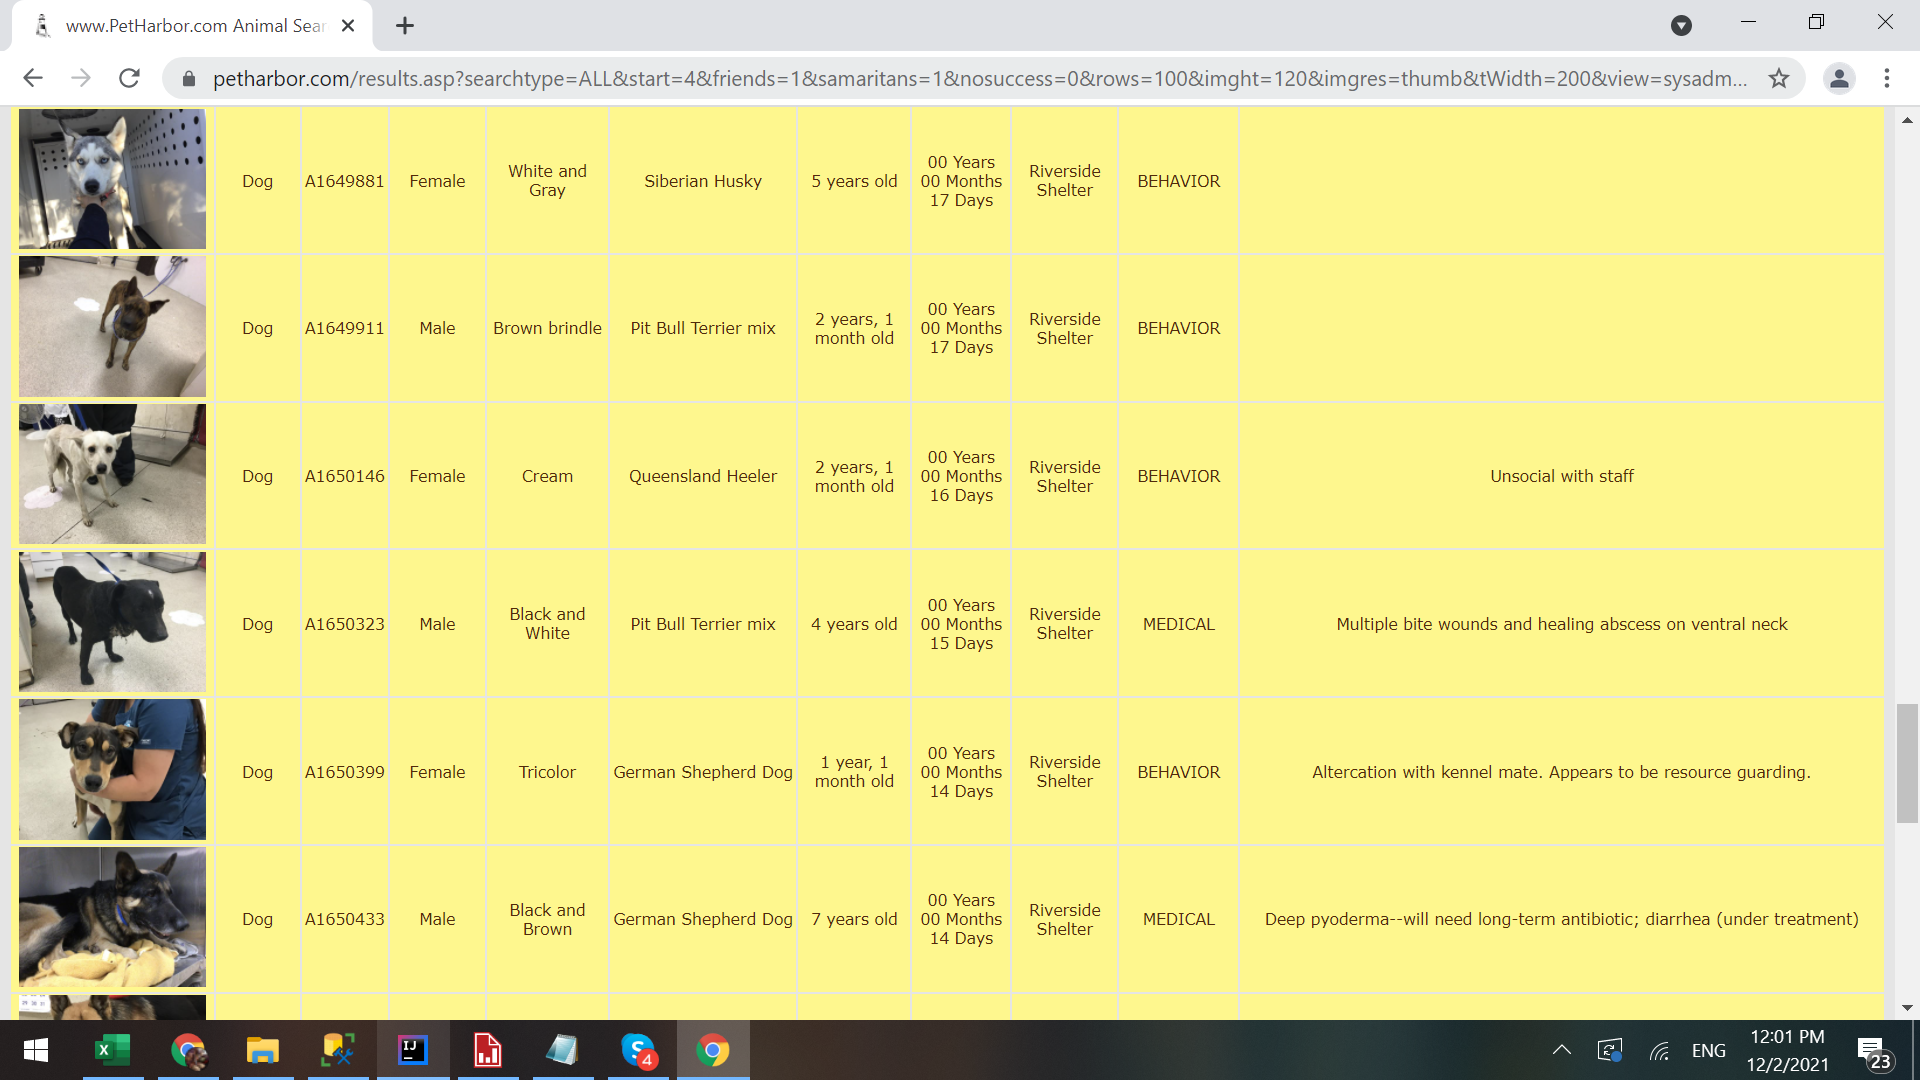 www.PetHarbor.com Animal Sear
petharbor.com/results.asp?searchtype=ALL&start=4&friends=1&samaritans=1&nosuccess=0&rows=100&imght=120&imgres=thumb&tWidth=200&view=sysadm...
Dog A1649881 Female White and Gray Siberian Husky 5 years old 00 Years 00 Months 17 Days Riverside Shelter BEHAVIOR
Dog A1649911 Male Brown brindle Pit Bull Terrier mix 2 years, 1 month old 00 Years 00 Months 17 Days Riverside Shelter BEHAVIOR
Dog A1650146 Female Cream Queensland Heeler 2 years, 1 month old 00 Years 00 Months 16 Days Riverside Shelter BEHAVIOR Unsocial with staff
Dog A1650323 Male Black and White Pit Bull Terrier mix 4 years old 00 Years 00 Months 15 Days Riverside Shelter MEDICAL Multiple bite wounds and healing abscess on ventral neck
Dog A1650399 Female Tricolor German Shepherd Dog 1 year, 1 month old 00 Years 00 Months 14 Days Riverside Shelter BEHAVIOR Altercation with kennel mate. Appears to be resource guarding.
Dog A1650433 Male Black and Brown German Shepherd Dog 7 years old 00 Years 00 Months 14 Days Riverside Shelter MEDICAL Deep pyoderma--will need long-term antibiotic; diarrhea (under treatment)
X
IJ
S 4
ENG
12:01 PM
12/2/2021
23